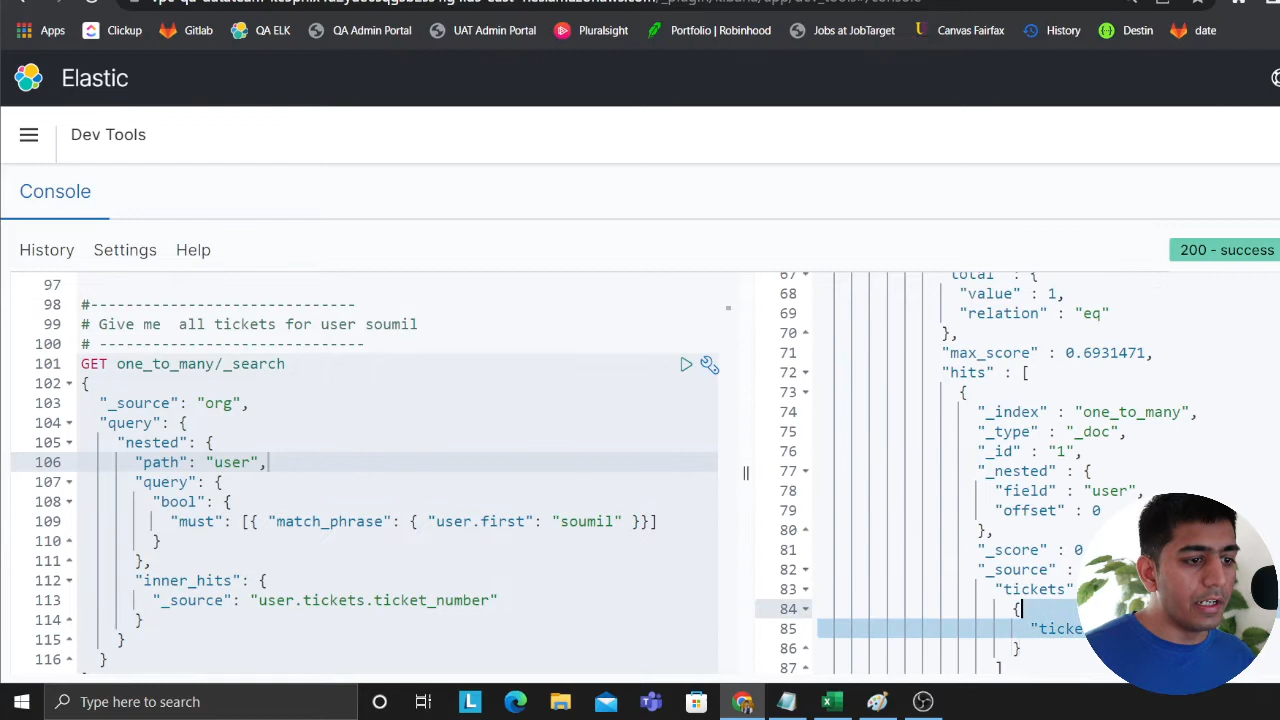 Apps Clickup Gitlab QA ELK QA Admin Portal UAT Admin Portal Pluralsight Portfolio | Robinhood Jobs at JobTarget Canvas Fairfax History Destin date
Elastic
Dev Tools
Console
History Settings Help
200 - success
97
98 #------------------------------
99 # Give me  all tickets for user soumil
100 # ------------------------------
101 GET one_to_many/_search
102 {
103 "_source": "org",
104 "query": {
105 "nested": {
106 "path": "user",
107 "query": {
108 "bool": {
109 "must": [{ "match_phrase": { "user.first": "soumil" }}]
110 }
111 },
112 "inner_hits": {
113 "_source": "user.tickets.ticket_number"
114 }
115 }
116 }
67 "total" : {
68 "value" : 1,
69 "relation" : "eq"
70 },
71 "max_score" : 0.6931471,
72 "hits" : [
73 {
74 "_index" : "one_to_many",
75 "_type" : "_doc",
76 "_id" : "1",
77 "_nested" : {
78 "field" : "user",
79 "offset" : 0
80 },
81 "_score" : 0
82 "_source" :
83 "tickets"
84 {
85 "ticke
86 }
87 ]
Type here to search